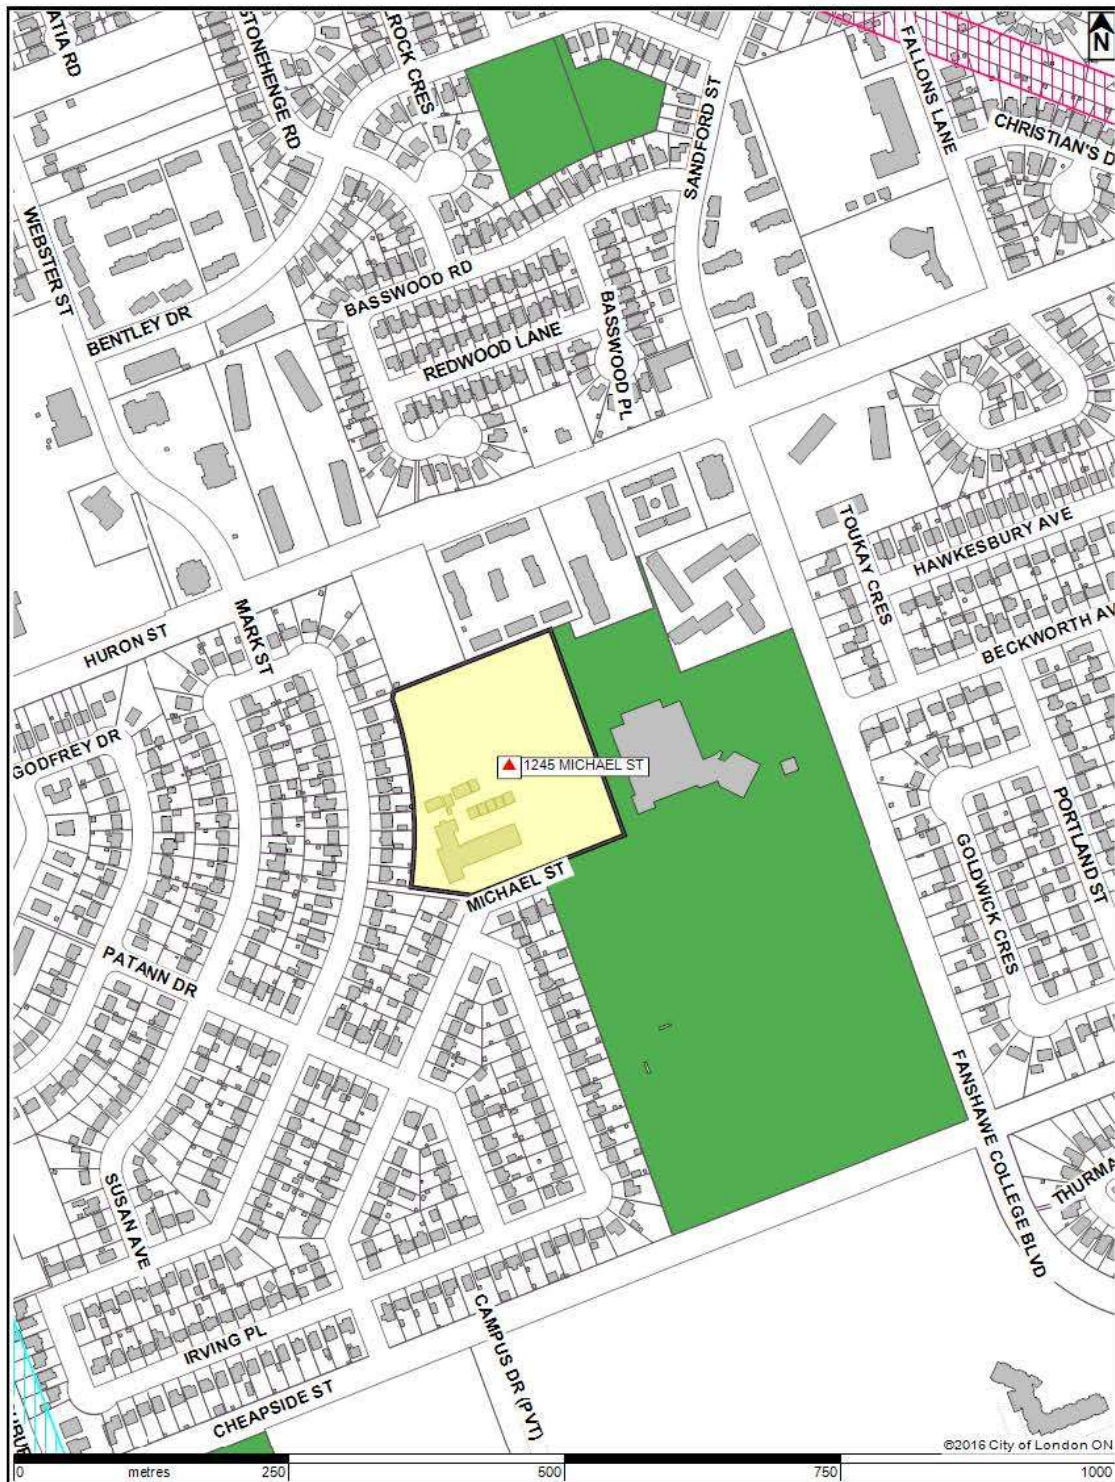 N
STONEHENGE RD
ROCK CRES
SANDFORD ST
FALLONS LANE
CHRISTIAN'S D
WEBSTER ST
BENTLEY DR
BASSWOOD RD
REDWOOD LANE
BASSWOOD PL
TOUKAY CRES
HAWKESBURY AVE
BECKWORTH AV
HURON ST
MARK ST
GODFREY DR
1245 MICHAEL ST
MICHAEL ST
PORTLAND ST
GOLDWICK CRES
PATANN DR
FANSHAWE COLLEGE BLVD
THURMA
SUSAN AVE
IRVING PL
CAMPUS DR (PVT)
CHEAPSIDE ST
©2016 City of London ON
0 metres 250 500 750 1000